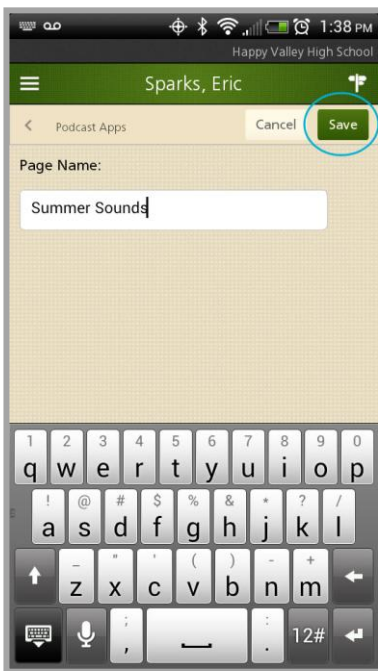 1:38 PM
Happy Valley High School
Sparks, Eric
Podcast Apps Cancel Save
Page Name:
Summer Sounds
1 2 3 4 5 6 7 8 9 0
q w e r t y u i o p
! @ # $ % & * ? /
a s d f g h j k l
_ " ' ( ) - +
z x c v b n m
; :
, . 12#